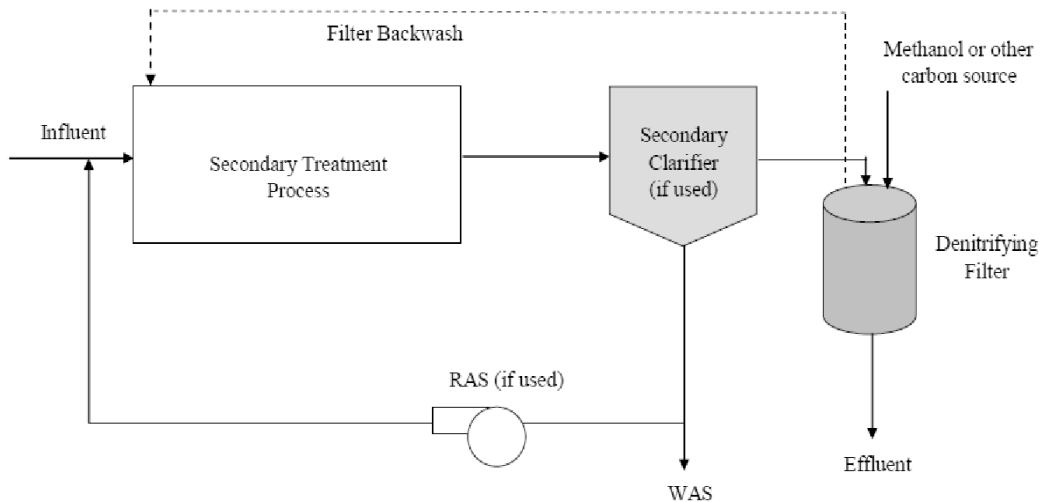 Filter Backwash
Methanol or other
carbon source
Influent
Secondary Treatment
Process
Secondary
Clarifier
(if used)
Denitrifying
Filter
RAS (if used)
Effluent
WAS